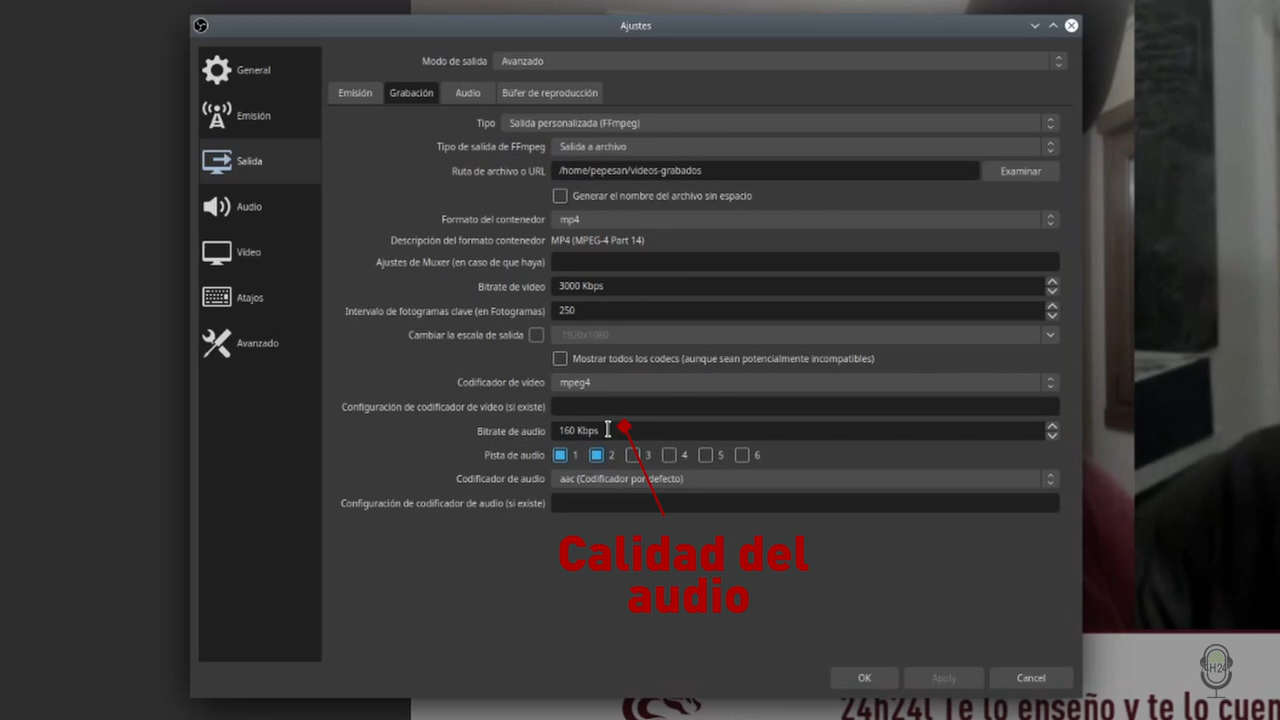 Ajustes
General
Emisión
Salida
Audio
Vídeo
Atajos
Avanzado
Modo de salida Avanzado
Emisión Grabación Audio Búfer de reproducción
Tipo Salida personalizada (FFmpeg)
Tipo de salida de FFmpeg Salida a archivo
Ruta de archivo o URL /home/pepesan/videos-grabados Examinar
Generar el nombre del archivo sin espacio
Formato del contenedor mp4
Descripción del formato contenedor MP4 (MPEG-4 Part 14)
Ajustes de Muxer (en caso de que haya)
Bitrate de vídeo 3000 Kbps
Intervalo de fotogramas clave (en Fotogramas) 250
Cambiar la escala de salida 1920x1080
Mostrar todos los codecs (aunque sean potencialmente incompatibles)
Codificador de vídeo mpeg4
Configuración de codificador de vídeo (si existe)
Bitrate de audio 160 Kbps
Pista de audio 1 2 3 4 5 6
Codificador de audio aac (Codificador por defecto)
Configuración de codificador de audio (si existe)
Calidad del
audio
OK Apply Cancel
24h24l Te lo enseño y te lo cuen